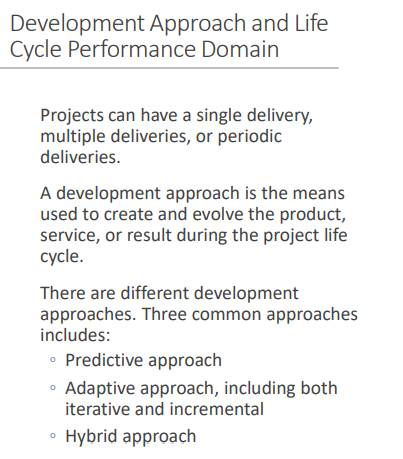 Development Approach and Life
Cycle Performance Domain
Projects can have a single delivery,
multiple deliveries, or periodic
deliveries.
A development approach is the means
used to create and evolve the product,
service, or result during the project life
cycle.
There are different development
approaches. Three common approaches
includes:
◦ Predictive approach
◦ Adaptive approach, including both
iterative and incremental
◦ Hybrid approach